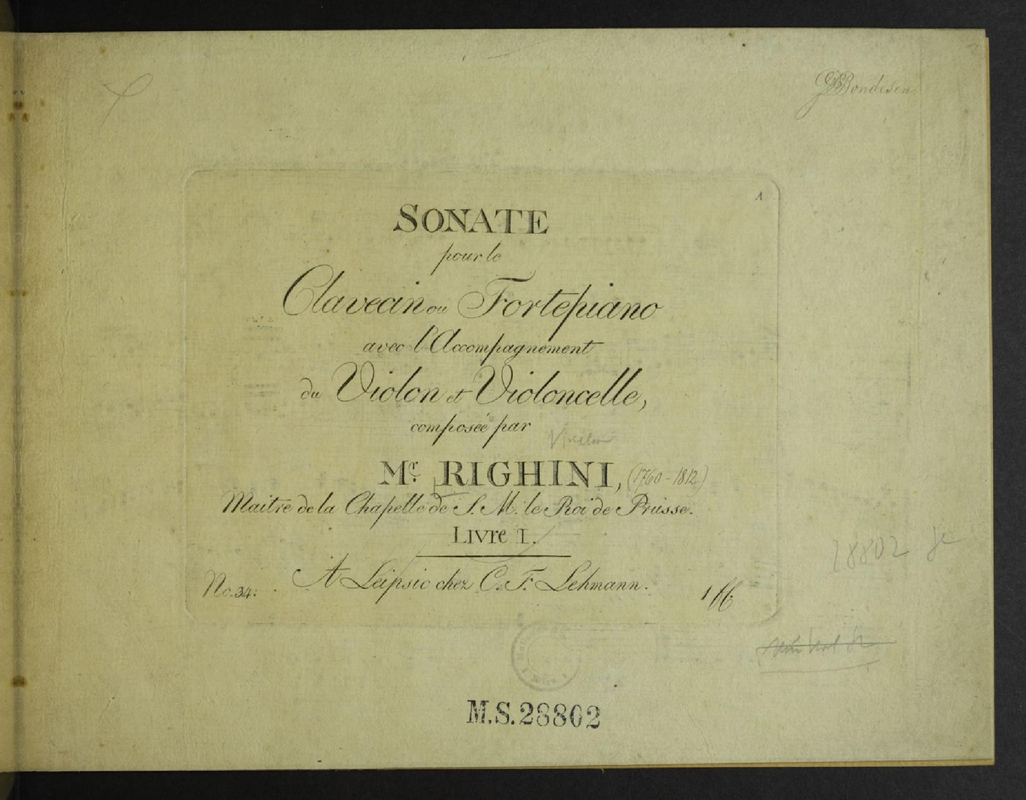 GBondesen
1
SONATE
pour le
Clavecin ou Fortepiano
avec l'Accompagnement
du Violon et Violoncelle,
composée par
Mr. RIGHINI, (1760-1812)
Maitre de la Chapelle de S. M. le Roi de Prusse.
LIVRE I.
A Leipsic chez C. F. Lehmann.
No. 34.
28802
M.S.28802